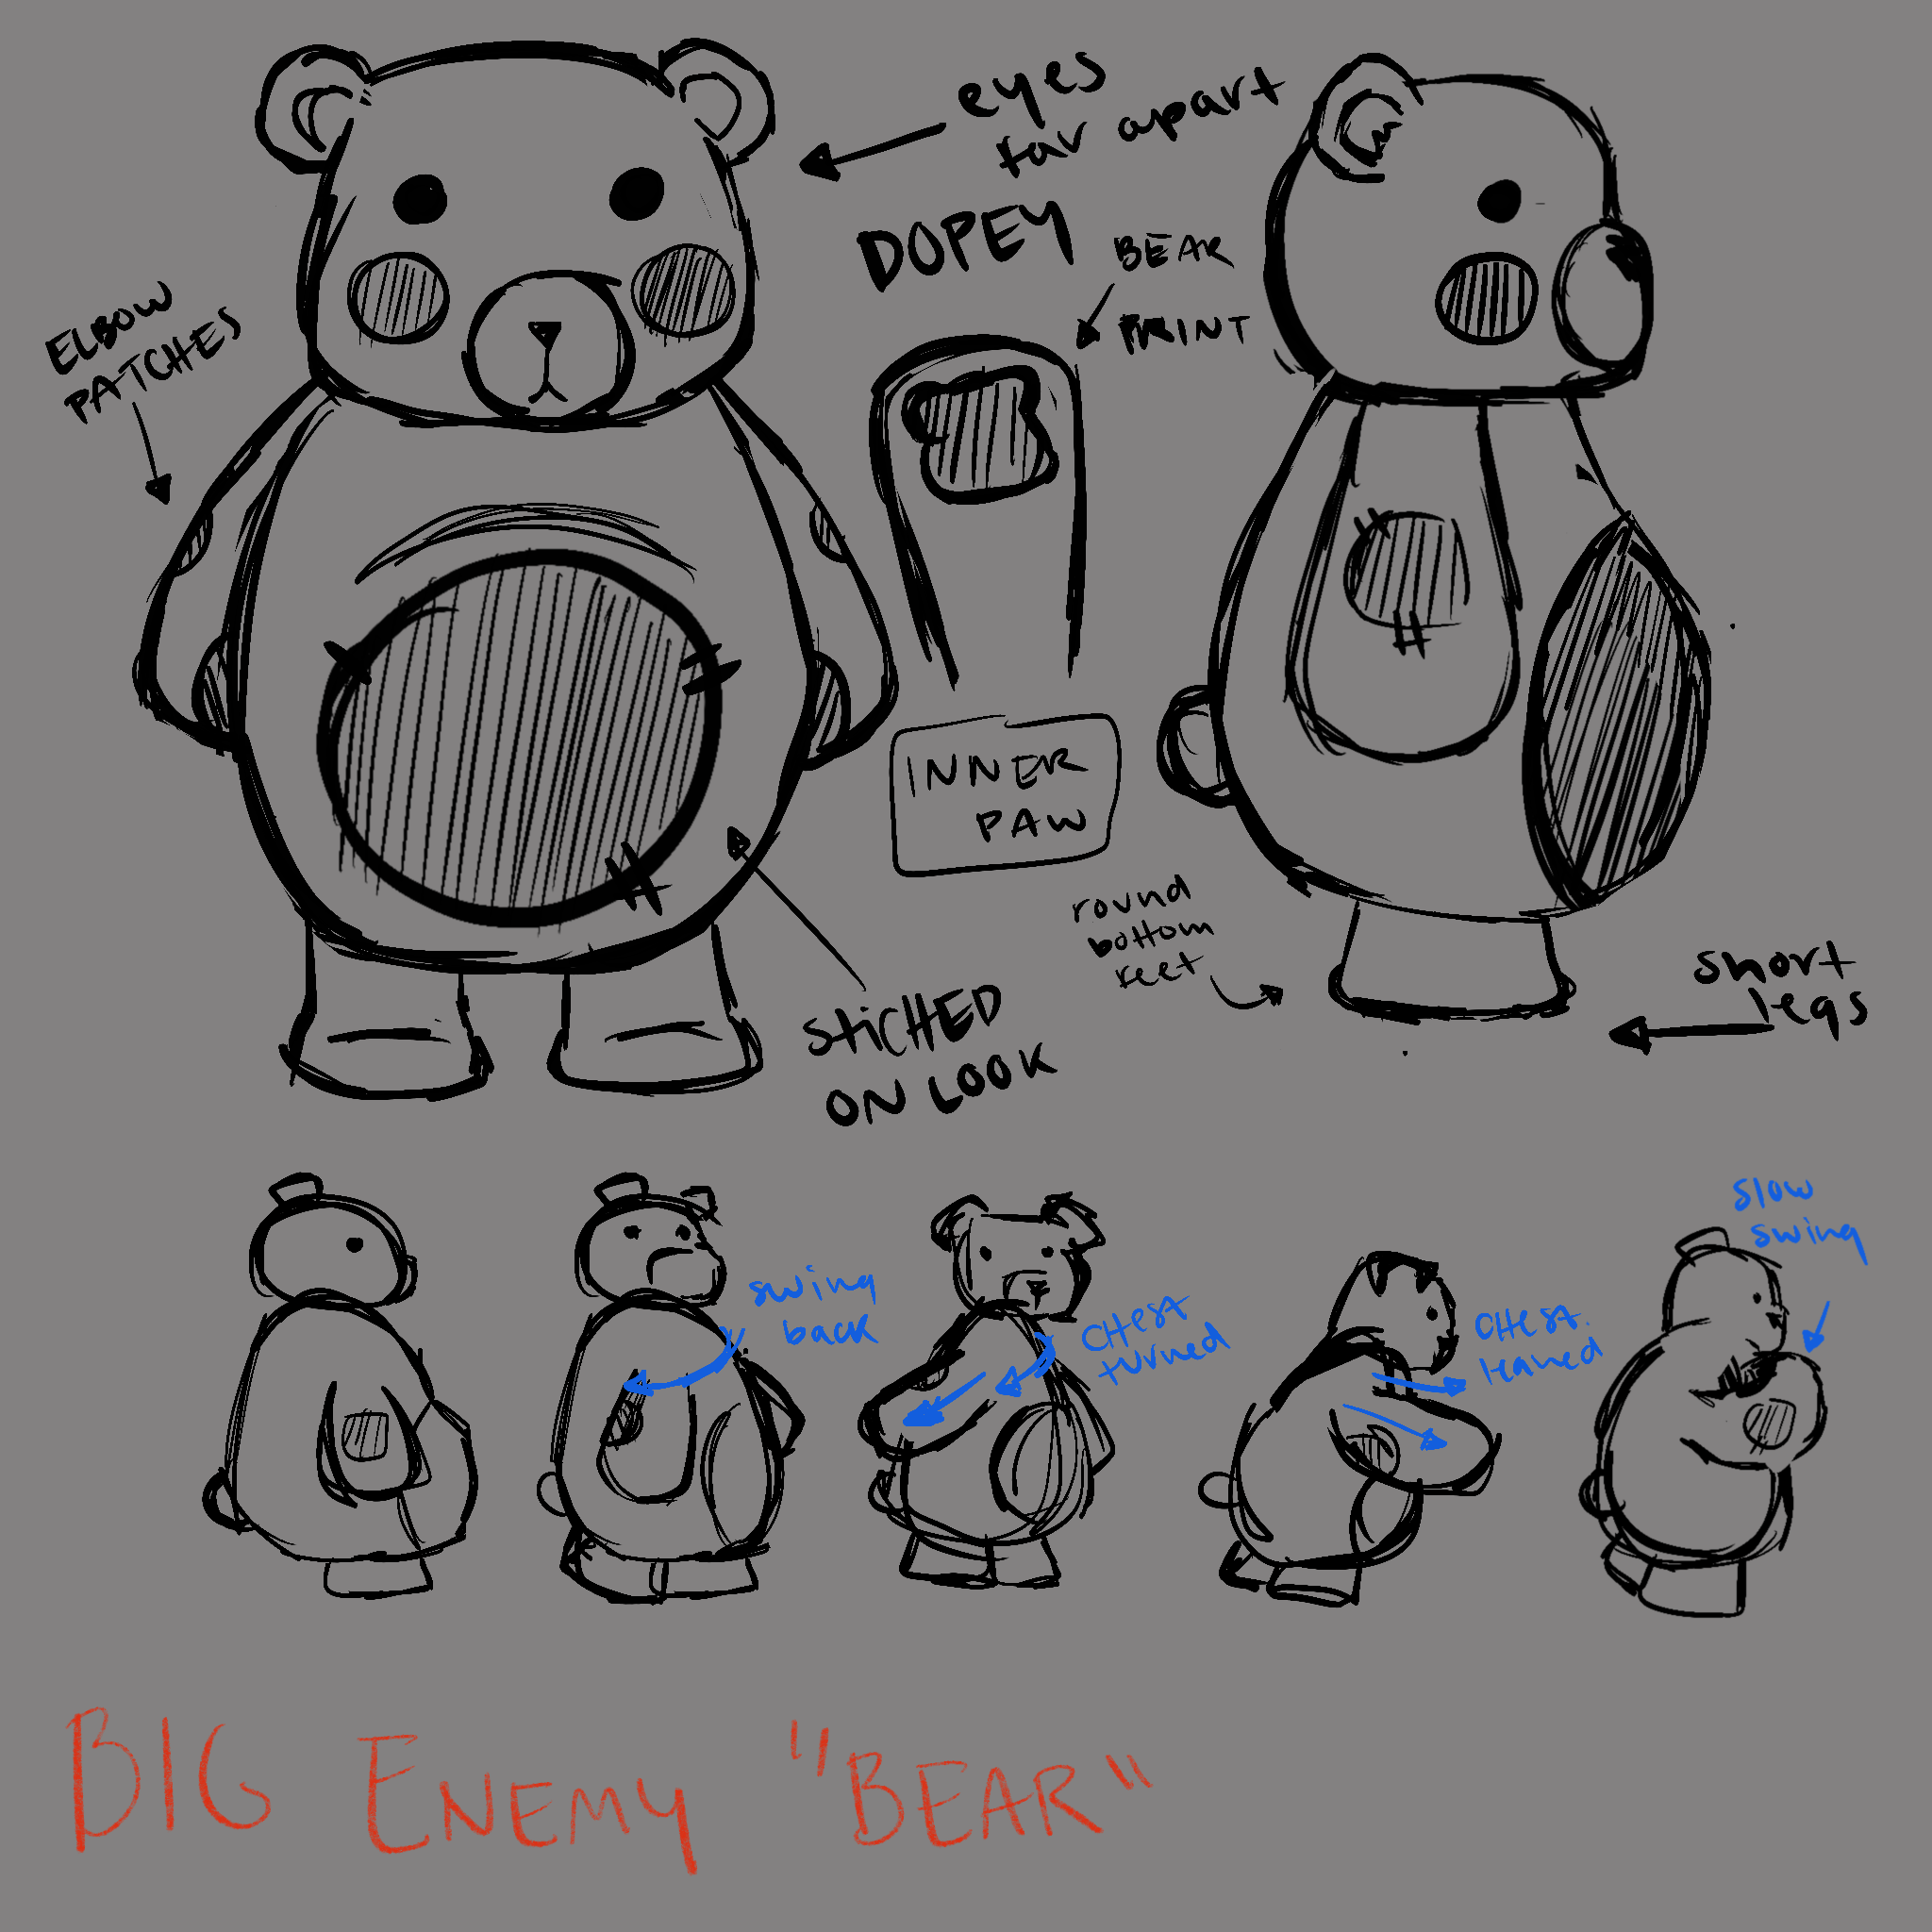 eyes
far apart
DOPEY
BEAR
PRINT
ELBOW
PATCHES
INNER
PAW
round
bottom
feet
short
legs
STICHED
ON LOOK
swing
back
CHest
turned
CHest.
leaned
slow
swing
BIG ENEMY "BEAR"